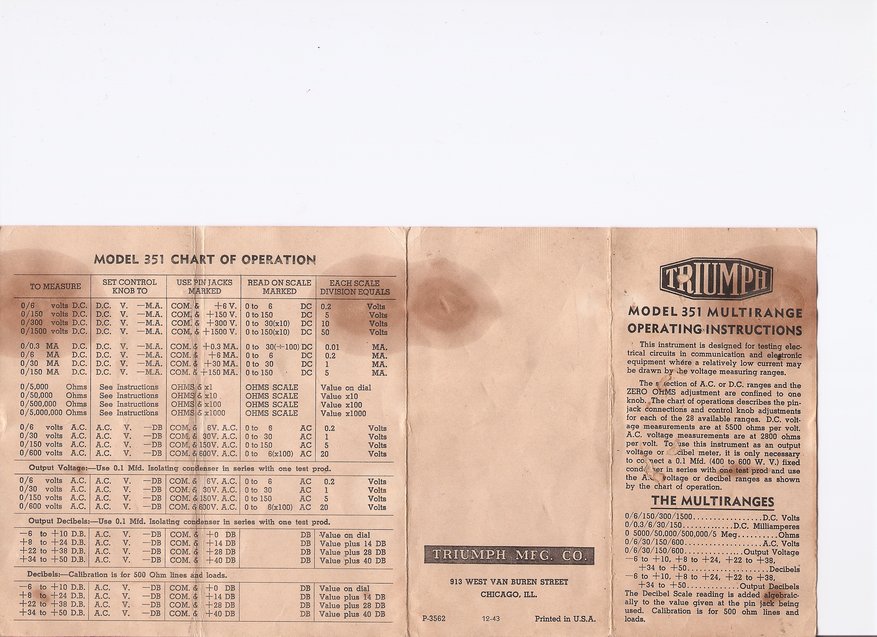 MODEL 351 CHART OF OPERATION
TO MEASURE SET CONTROL KNOB TO USE PIN JACKS MARKED READ ON SCALE MARKED EACH SCALE DIVISION EQUALS
0/6 volts D.C. D.C. V. —M.A. COM. & +6 V. 0 to 6 DC 0.2 Volts
0/150 volts D.C. D.C. V. —M.A. COM. & +150 V. 0 to 150 DC 5 Volts
0/300 volts D.C. D.C. V. —M.A. COM. & +300 V. 0 to 30(x10) DC 10 Volts
0/1500 volts D.C. D.C. V. —M.A. COM. & +1500 V. 0 to 150(x10) DC 50 Volts
0/0.3 MA D.C. D.C. V. —M.A. COM. & +0.3 MA. 0 to 30(÷100) DC 0.01 MA.
0/6 MA D.C. D.C. V. —M.A. COM. & +6 MA. 0 to 6 DC 0.2 MA.
0/30 MA D.C. D.C. V. —M.A. COM. & +30 MA. 0 to 30 DC 1 MA.
0/150 MA D.C. D.C. V. —M.A. COM. & +150 MA. 0 to 150 DC 5 MA.
0/5,000 Ohms See Instructions OHMS & x1 OHMS SCALE Value on dial
0/50,000 Ohms See Instructions OHMS & x10 OHMS SCALE Value x10
0/500,000 Ohms See Instructions OHMS & x100 OHMS SCALE Value x100
0/5,000,000 Ohms See Instructions OHMS & x1000 OHMS SCALE Value x1000
0/6 volts A.C. A.C. V. —DB COM. & 6V. A.C. 0 to 6 AC 0.2 Volts
0/30 volts A.C. A.C. V. —DB COM. & 30V. A.C. 0 to 30 AC 1 Volts
0/150 volts A.C. A.C. V. —DB COM. & 150V. A.C. 0 to 150 AC 5 Volts
0/600 volts A.C. A.C. V. —DB COM. & 600V. A.C. 0 to 6(x100) AC 20 Volts
Output Voltage:—Use 0.1 Mfd. Isolating condenser in series with one test prod.
0/6 volts A.C. A.C. V. —DB COM. & 6V. A.C. 0 to 6 AC 0.2 Volts
0/30 volts A.C. A.C. V. —DB COM. & 30V. A.C. 0 to 30 AC 1 Volts
0/150 volts A.C. A.C. V. —DB COM. & 150V. A.C. 0 to 150 AC 5 Volts
0/600 volts A.C. A.C. V. —DB COM. & 600V. A.C. 0 to 6(x100) AC 20 Volts
Output Decibels:—Use 0.1 Mfd. Isolating condenser in series with one test prod.
—6 to +10 D.B. A.C. V. —DB COM. & +0 DB DB Value on dial
+8 to +24 D.B. A.C. V. —DB COM. & +14 DB DB Value plus 14 DB
+22 to +38 D.B. A.C. V. —DB COM. & +28 DB DB Value plus 28 DB
+34 to +50 D.B. A.C. V. —DB COM. & +40 DB DB Value plus 40 DB
Decibels:—Calibration is for 500 Ohm lines and loads.
—6 to +10 D.B. A.C. V. —DB COM. & +0 DB DB Value on dial
+8 to +24 D.B. A.C. V. —DB COM. & +14 DB DB Value plus 14 DB
+22 to +38 D.B. A.C. V. —DB COM. & +28 DB DB Value plus 28 DB
+34 to +50 D.B. A.C. V. —DB COM. & +40 DB DB Value plus 40 DB
TRIUMPH MFG. CO.
913 WEST VAN BUREN STREET
CHICAGO, ILL.
P-3562 12-43 Printed in U.S.A.
TRIUMPH
MODEL 351 MULTIRANGE
OPERATING INSTRUCTIONS
This instrument is designed for testing elec-
trical circuits in communication and electronic
equipment where a relatively low current may
be drawn by the voltage measuring ranges.
The of A.C. or D.C. ranges and the
ZERO OHMS adjustment are confined to one
knob. The chart of operations describes the pin-
jack connections and control knob adjustments
for each of the 28 available ranges. D.C. volt-
age measurements are at 5500 ohms per volt.
A.C. voltage measurements are at 2800 ohms
per volt. To use this instrument as an output
voltage or decibel meter, it is only necessary
to connect a 0.1 Mfd. (400 to 600 W. V.) fixed
condenser in series with one test prod and use
the A.C. voltage or decibel ranges as shown
by the chart of operation.
THE MULTIRANGES
0/6/150/300/1500................D.C. Volts
0/0.3/6/30/150............D.C. Milliamperes
0 5000/50,000/500,000/5 Meg.........Ohms
0/6/30/150/600..................A.C. Volts
0/6/30/150/600.............Output Voltage
—6 to +10, +8 to +24, +22 to +38,
+34 to +50....................Decibels
—6 to +10, +8 to +24, +22 to +38,
+34 to +50.............Output Decibels
The Decibel Scale reading is added algebraic-
ally to the value given at the pin jack being
used. Calibration is for 500 ohm lines and
loads.